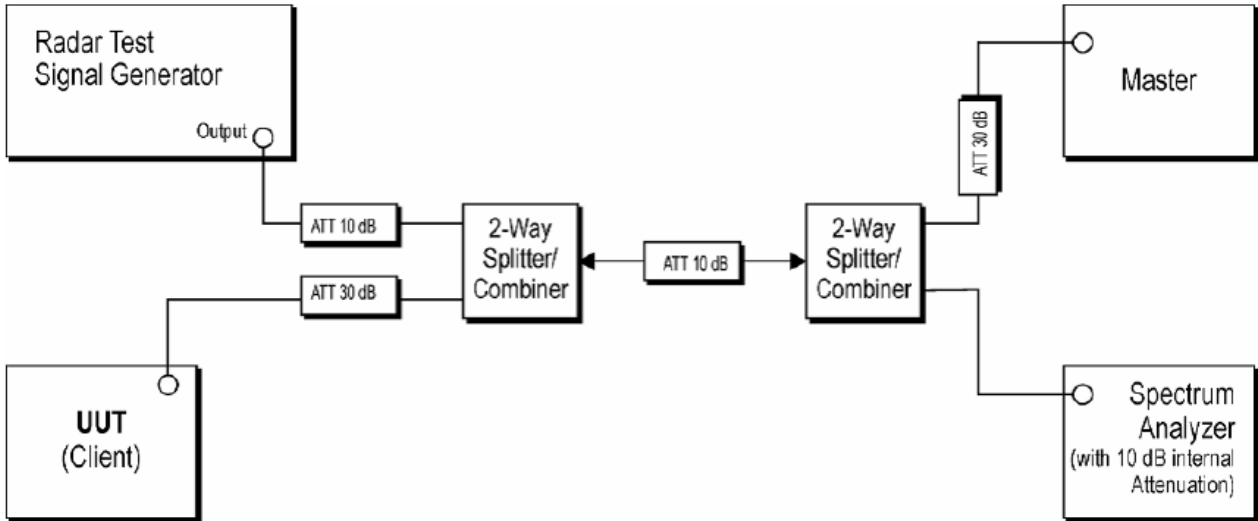 Radar Test
Signal Generator
Output
ATT 10 dB
2-Way
Splitter/
Combiner
ATT 30 dB
UUT
(Client)
ATT 10 dB
2-Way
Splitter/
Combiner
ATT 30 dB
Master
Spectrum
Analyzer
(with 10 dB internal
Attenuation)